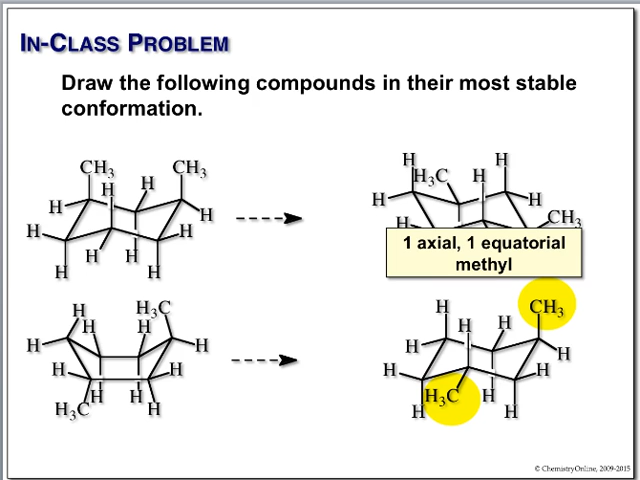 IN-CLASS PROBLEM
Draw the following compounds in their most stable
conformation.
CH3 CH3
H H
H H
H H
H H
H H
H H
H3C H
H
H H
CH3
H
1 axial, 1 equatorial
methyl
H H3C
H H
H H
H H
H H
H3C H
H CH3
H H
H H
H H
H3C H
H H
© ChemistryOnline, 2009-2015